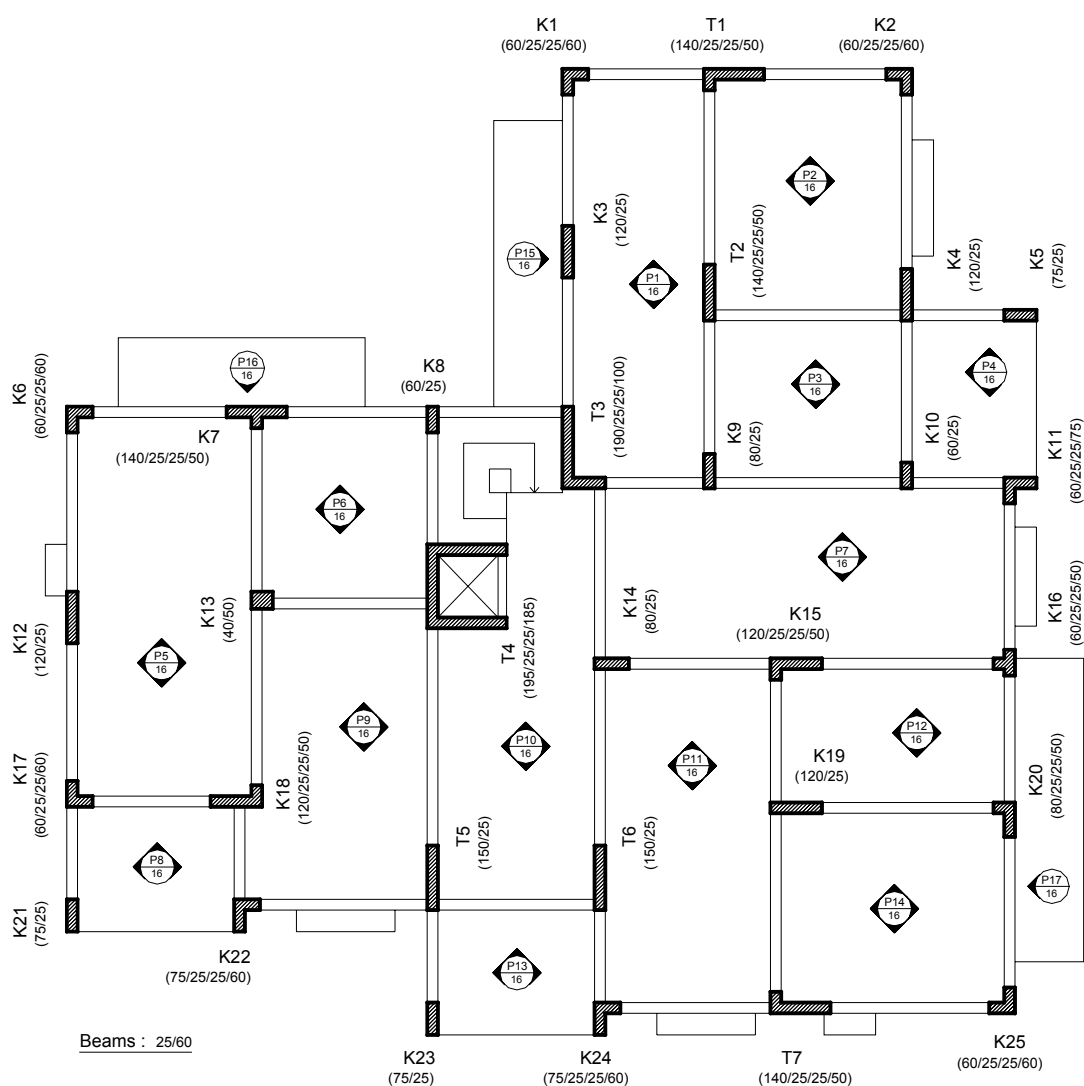 K1
(60/25/25/60)
T1
(140/25/25/50)
K2
(60/25/25/60)
P2
16
K3
(120/25)
T2
(140/25/25/50)
P15
16
P1
16
K4
(120/25)
K5
(75/25)
K6
(60/25/25/60)
P16
16
K8
(60/25)
T3
(190/25/25/100)
P3
16
P4
16
K7
(140/25/25/50)
K9
(80/25)
K10
(60/25)
K11
(60/25/25/75)
P6
16
P7
16
K12
(120/25)
K13
(40/50)
K14
(80/25)
K15
(120/25/25/50)
K16
(60/25/25/50)
P5
16
T4
(195/25/25/185)
P9
16
P10
16
P11
16
P12
16
K17
(60/25/25/60)
K18
(120/25/25/50)
K19
(120/25)
K20
(80/25/25/50)
T5
(150/25)
T6
(150/25)
P8
16
P17
16
P14
16
K21
(75/25)
K22
(75/25/25/60)
P13
16
Beams : 25/60
K23
(75/25)
K24
(75/25/25/60)
T7
(140/25/25/50)
K25
(60/25/25/60)